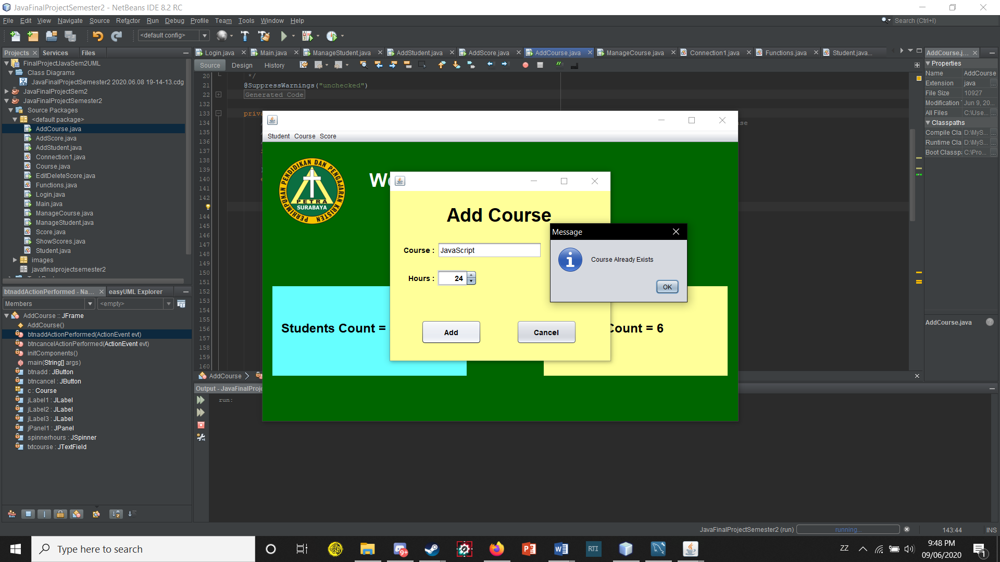 JavaFinalProjectSemester2 - NetBeans IDE 8.2 RC
File Edit View Navigate Source Refactor Run Debug Profile Team Tools Window Help
Search (Ctrl+I)
<default config>
Projects Services Files
Login.java Main.java ManageStudent.java AddStudent.java AddScore.java AddCourse.java ManageCourse.java Connection1.java Functions.java Student.java...
AddCourse.j...
Source Design History
FinalProjectJavaSem2UML
Class Diagrams
JavaFinalProjectSemester2 2020.06.08 19-14-13.cdg
JavaFinalProjectSem2
JavaFinalProjectSemester2
Source Packages
<default package>
AddCourse.java
AddScore.java
AddStudent.java
Connection1.java
Course.java
EditDeleteScore.java
Functions.java
Login.java
Main.java
ManageCourse.java
ManageStudent.java
Score.java
ShowScores.java
Student.java
images
javafinalprojectsemester2
btnaddActionPerformed - Na...
easyUML Explorer
Members
<empty>
AddCourse :: JFrame
AddCourse()
btnaddActionPerformed(ActionEvent evt)
btncancelActionPerformed(ActionEvent evt)
initComponents()
main(String[] args)
btnadd : JButton
btncancel : JButton
c : Course
jLabel1 : JLabel
jLabel2 : JLabel
jLabel3 : JLabel
jPanel1 : JPanel
spinnerhours : JSpinner
txtcourse : JTextField
20 */
21 @SuppressWarnings("unchecked")
22 Generated Code
132
133 priv
134
135
136
137
138
139
140
141
142
144
145
146
147
148
149
150
151
152
153
154
155
156
157
158
159
160
Student Course Score
PERHIMPUNAN PENDIDIKAN DAN PENGAJARAN KRISTEN
PETRA
SURABAYA
We
Students Count =
Count = 6
Add Course
Course : JavaScript
Hours : 24
Add
Cancel
Message
Course Already Exists
OK
AddCourse
Output - JavaFinalProje
run:
Properties
Name AddCourse
Extension java
File Size 10927
Modification Jun 9, 20...
All Files C:\Use...
Classpaths
Compile Cla D:\MyS...
Runtime Cla D:\MyS...
Boot Classpa C:\Pro...
AddCourse.java
JavaFinalProjectSemester2 (run)
running...
143:44
INS
Type here to search
9+
RTI
ZZ
9:48 PM
09/06/2020
1